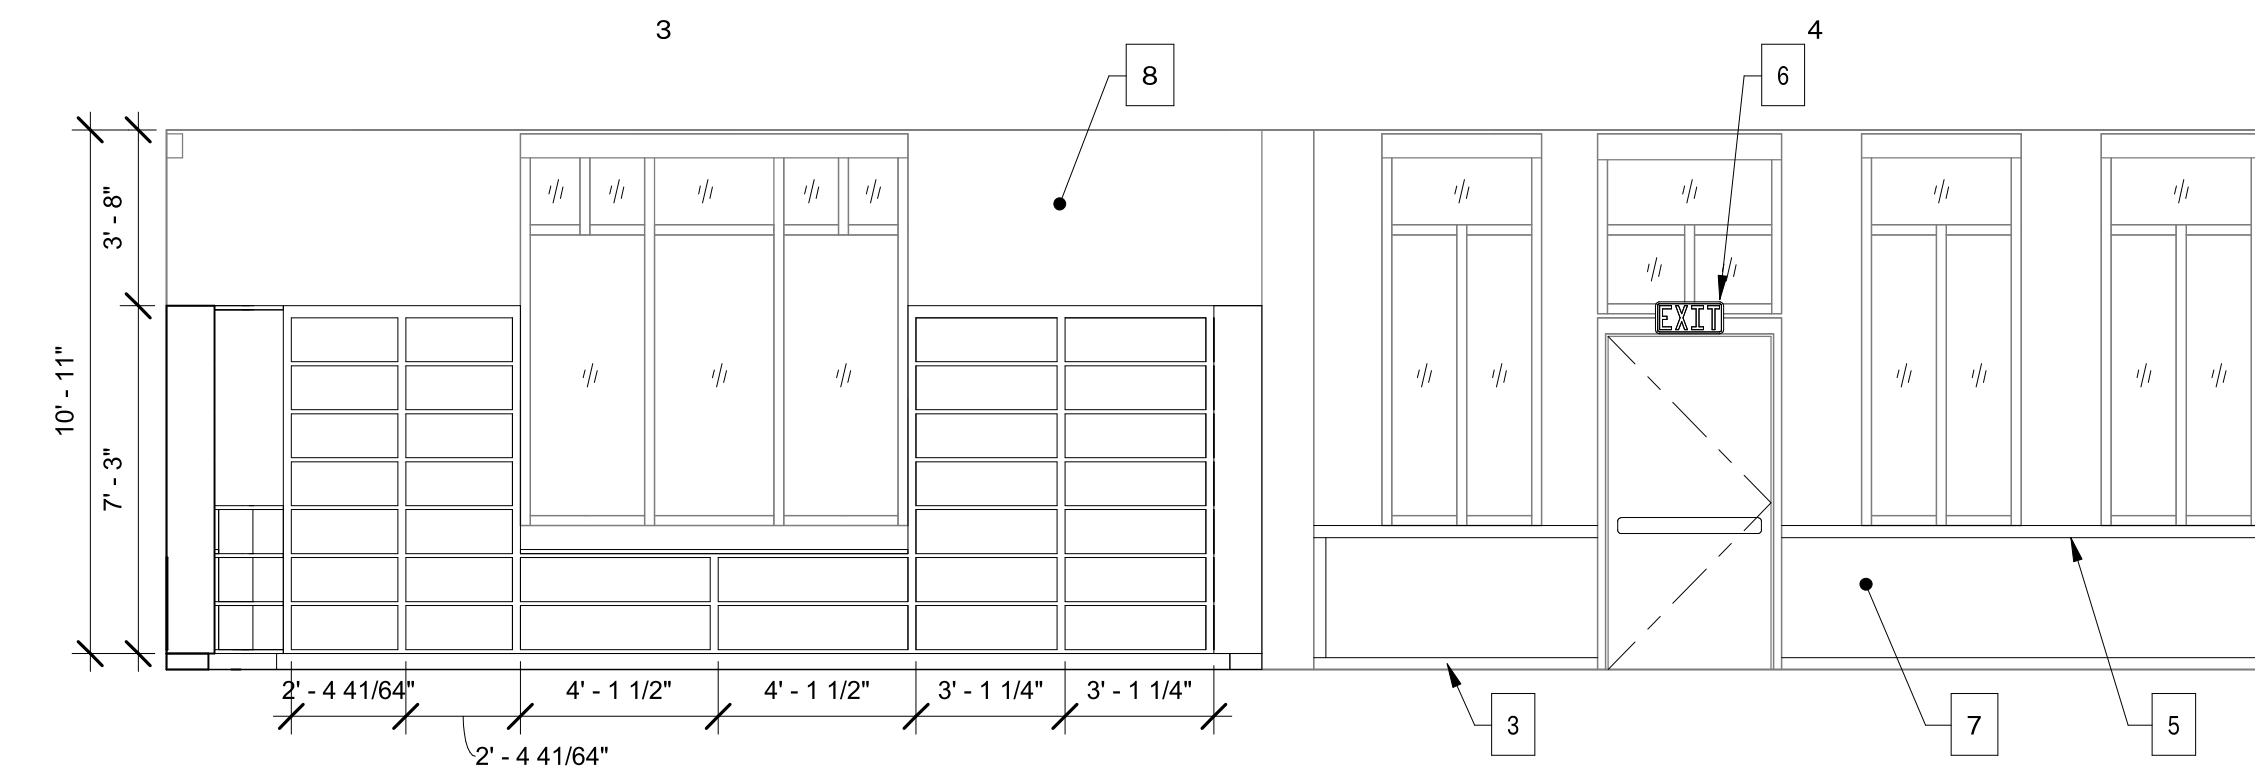 3
4
8
6
3' - 8"
10' - 11"
7' - 3"
EXIT
2' - 4 41/64"
4' - 1 1/2"
4' - 1 1/2"
3' - 1 1/4"
3' - 1 1/4"
2' - 4 41/64"
3
7
5